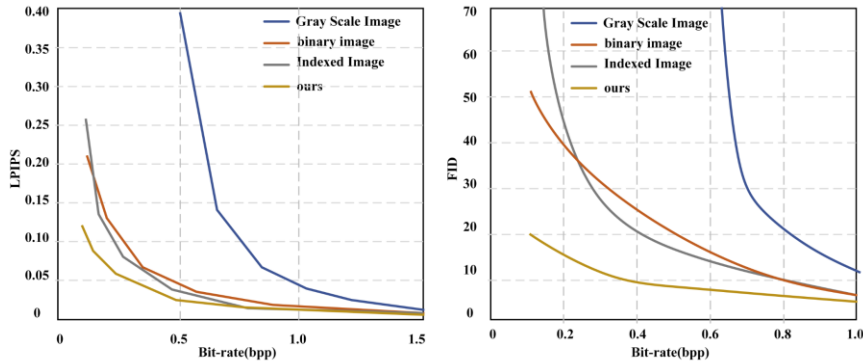 0.40
0.35
0.30
0.25
0.20
0.15
0.10
0.05
0
LPIPS
Gray Scale Image
binary image
Indexed Image
ours
0 0.5 1.0 1.5
Bit-rate(bpp)
70
60
50
40
30
20
10
0
FID
Gray Scale Image
binary image
Indexed Image
ours
0 0.2 0.4 0.6 0.8 1.0
Bit-rate(bpp)